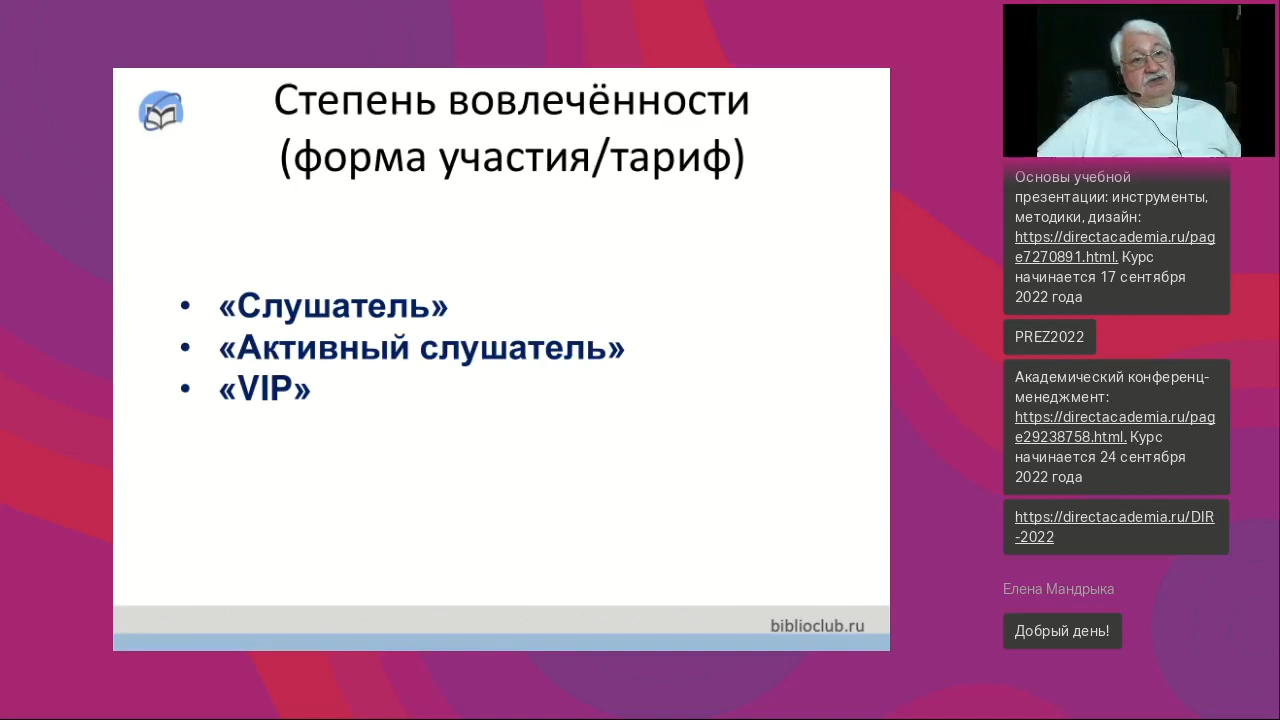 Степень вовлечённости
(форма участия/тариф)
• «Слушатель»
• «Активный слушатель»
• «VIP»
biblioclub.ru
Основы учебной
презентации: инструменты,
методики, дизайн:
https://directacademia.ru/pag
e7270891.html. Курс
начинается 17 сентября
2022 года
PREZ2022
Академический конференц-
менеджмент:
https://directacademia.ru/pag
e29238758.html. Курс
начинается 24 сентября
2022 года
https://directacademia.ru/DIR
-2022
Елена Мандрыка
Добрый день!